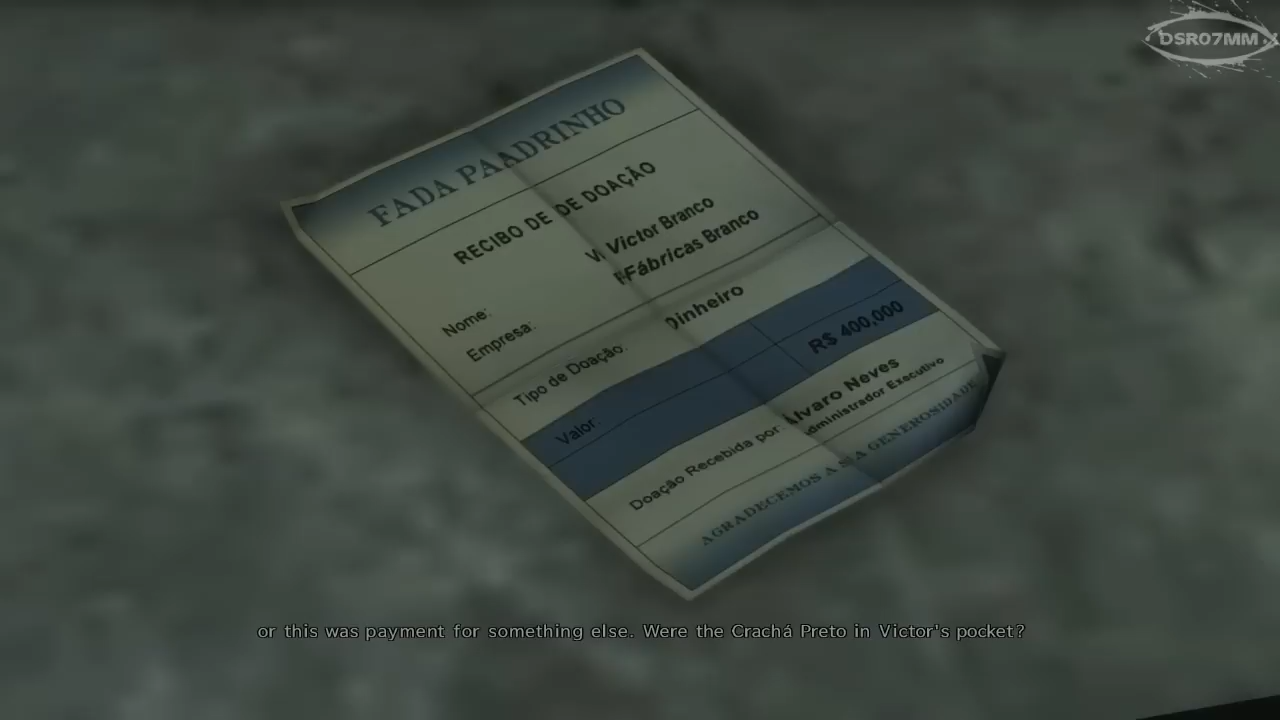 DSR07MM
FADA PAADRINHO
RECIBO DE DE DOAÇÃO
Nome: V Victor Branco
Empresa: F Fábricas Branco
Tipo de Doação: Dinheiro
Valor: R$ 400,000
Doação Recebida por: Álvaro Neves
Administrador Executivo
AGRADECEMOS A SUA GENEROSIDADE
or this was payment for something else. Were the Crachá Preto in Victor's pocket?